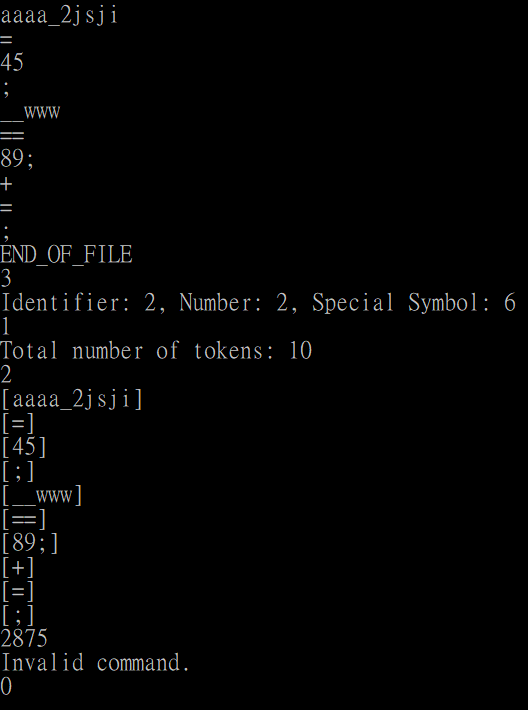 aaaa_2jsji
=
45
;
__www
==
89;
+
=
;
END_OF_FILE
3
Identifier: 2, Number: 2, Special Symbol: 6
1
Total number of tokens: 10
2
[aaaa_2jsji]
[=]
[45]
[;]
[__www]
[==]
[89;]
[+]
[=]
[;]
2875
Invalid command.
0